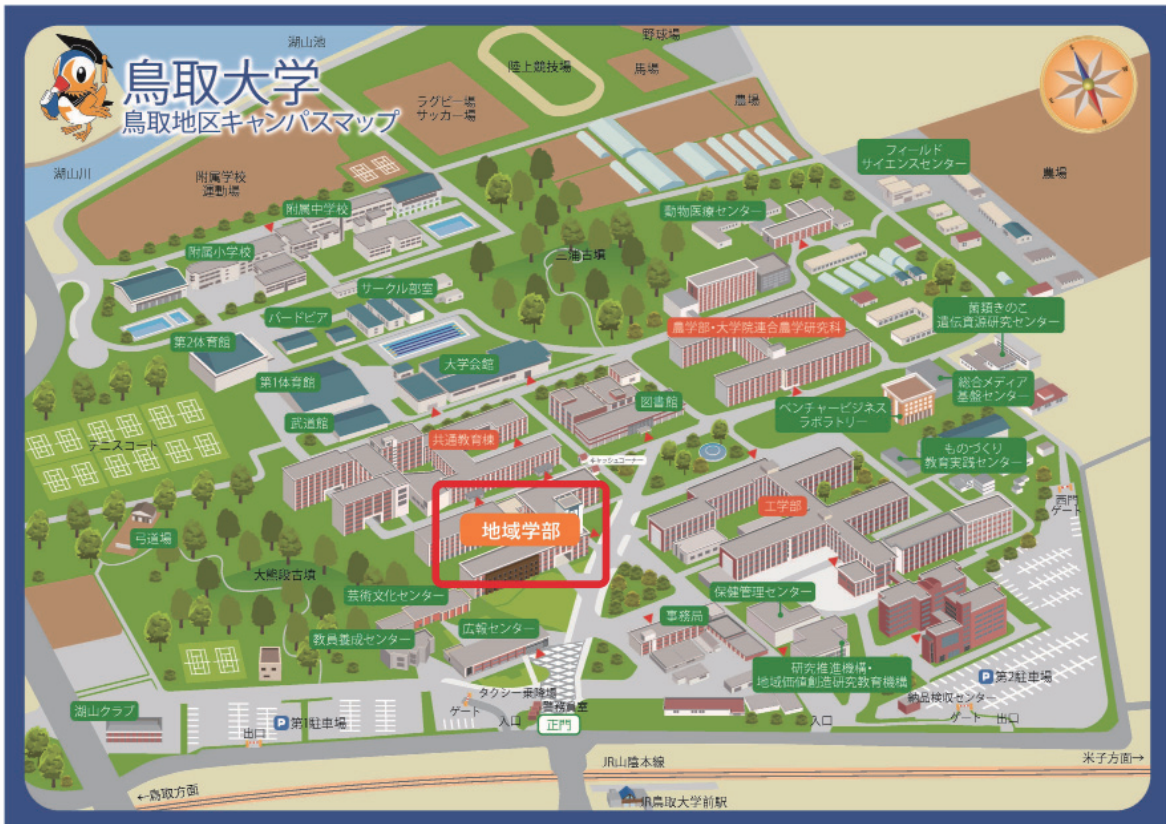 鳥取大学
鳥取地区キャンパスマップ
湖山池
湖山川
陸上競技場
野球場
馬場
ラグビー場
サッカー場
農場
農場
フィールド
サイエンスセンター
附属学校
運動場
附属中学校
附属小学校
動物医療センター
三浦古墳
サークル部室
バードピア
第2体育館
第1体育館
武道館
大学会館
農学部・大学院連合農学研究科
菌類きのこ
遺伝資源研究センター
図書館
総合メディア
基盤センター
ベンチャービジネス
ラボラトリー
テニスコート
共通教育棟
キャッシュコーナー
ものづくり
教育実践センター
西門
ゲート
地域学部
工学部
弓道場
大熊段古墳
芸術文化センター
保健管理センター
教員養成センター
広報センター
事務局
研究推進機構・
地域価値創造研究教育機構
P第2駐車場
納品検収センター
ゲート
出口
湖山クラブ
P第1駐車場
出口
タクシー乗降場
ゲート
入口
警務員室
正門
入口
JR山陰本線
米子方面→
←鳥取方面
JR鳥取大学前駅